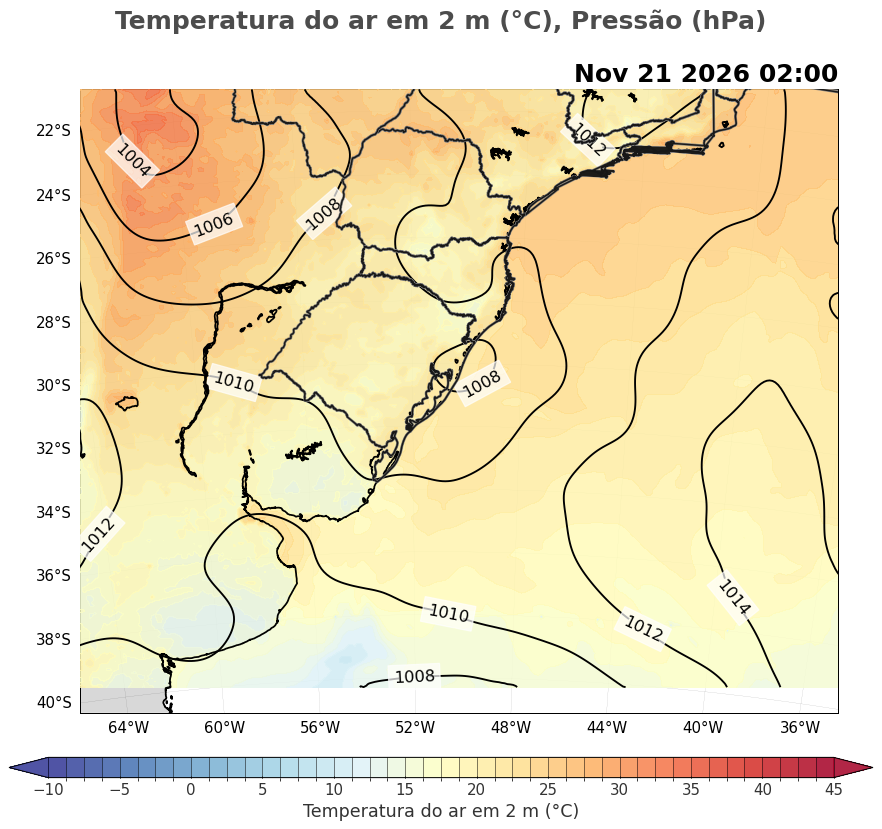 Temperatura do ar em 2 m (°C), Pressão (hPa)
Nov 21 2026 02:00
22°S
24°S
26°S
28°S
30°S
32°S
34°S
36°S
38°S
40°S
1012
1004
1006
1008
1010
1008
1012
1014
1010
1012
1008
64°W 60°W 56°W 52°W 48°W 44°W 40°W 36°W
−10 −5 0 5 10 15 20 25 30 35 40 45
Temperatura do ar em 2 m (°C)